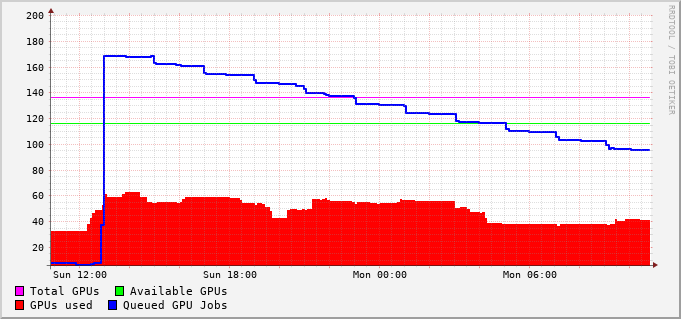 200
180
160
140
120
100
80
60
40
20
Sun 12:00 Sun 18:00 Mon 00:00 Mon 06:00
Total GPUs Available GPUs
GPUs used Queued GPU Jobs
RRDTOOL / TOBI OETIKER